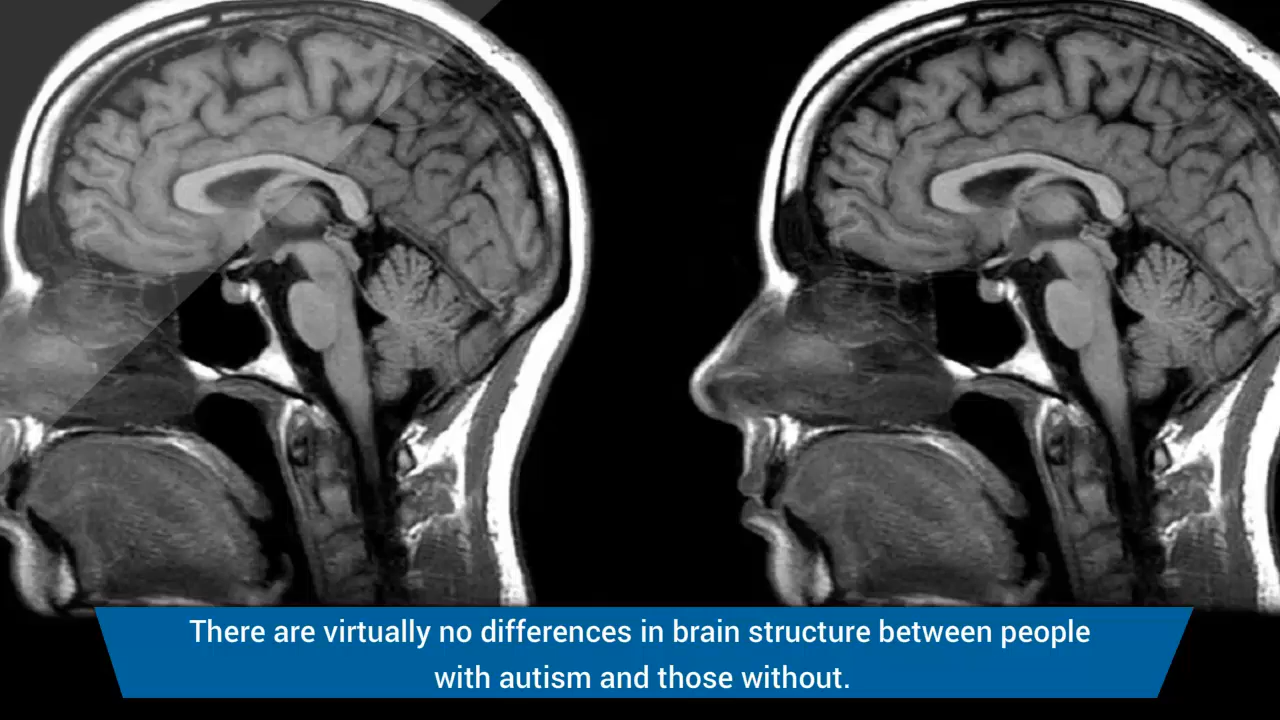 There are virtually no differences in brain structure between people
with autism and those without.